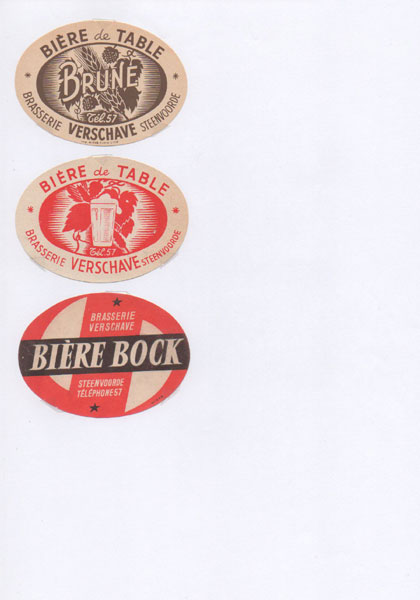 BIÈRE de TABLE
BRUNE
Tél. 57
BRASSERIE VERSCHAVE STEENVOORDE
BIÈRE de TABLE
Tél. 57
BRASSERIE VERSCHAVE STEENVOORDE
BRASSERIE
VERSCHAVE
BIÈRE BOCK
STEENVOORDE
TÉLÉPHONE 57